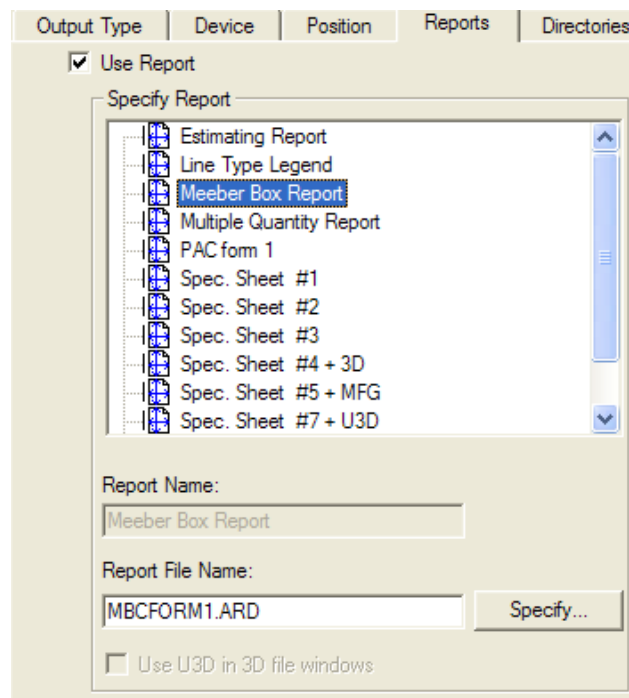 Output Type Device Position Reports Directories
Use Report
Specify Report
Estimating Report
Line Type Legend
Meeber Box Report
Multiple Quantity Report
PAC form 1
Spec. Sheet #1
Spec. Sheet #2
Spec. Sheet #3
Spec. Sheet #4 + 3D
Spec. Sheet #5 + MFG
Spec. Sheet #7 + U3D
Report Name:
Meeber Box Report
Report File Name:
MBCFORM1.ARD Specify...
Use U3D in 3D file windows